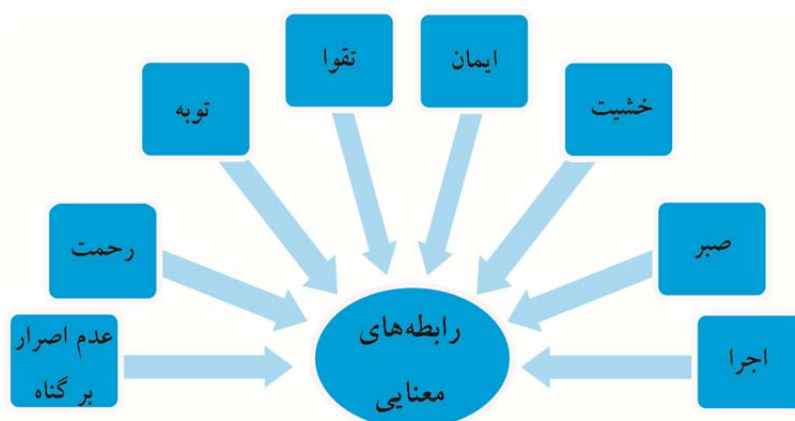 ایمان
تقوا
خشیت
توبه
صبر
رحمت
رابطه‌های
معنایی
اجرا
عدم اصرار
بر گناه